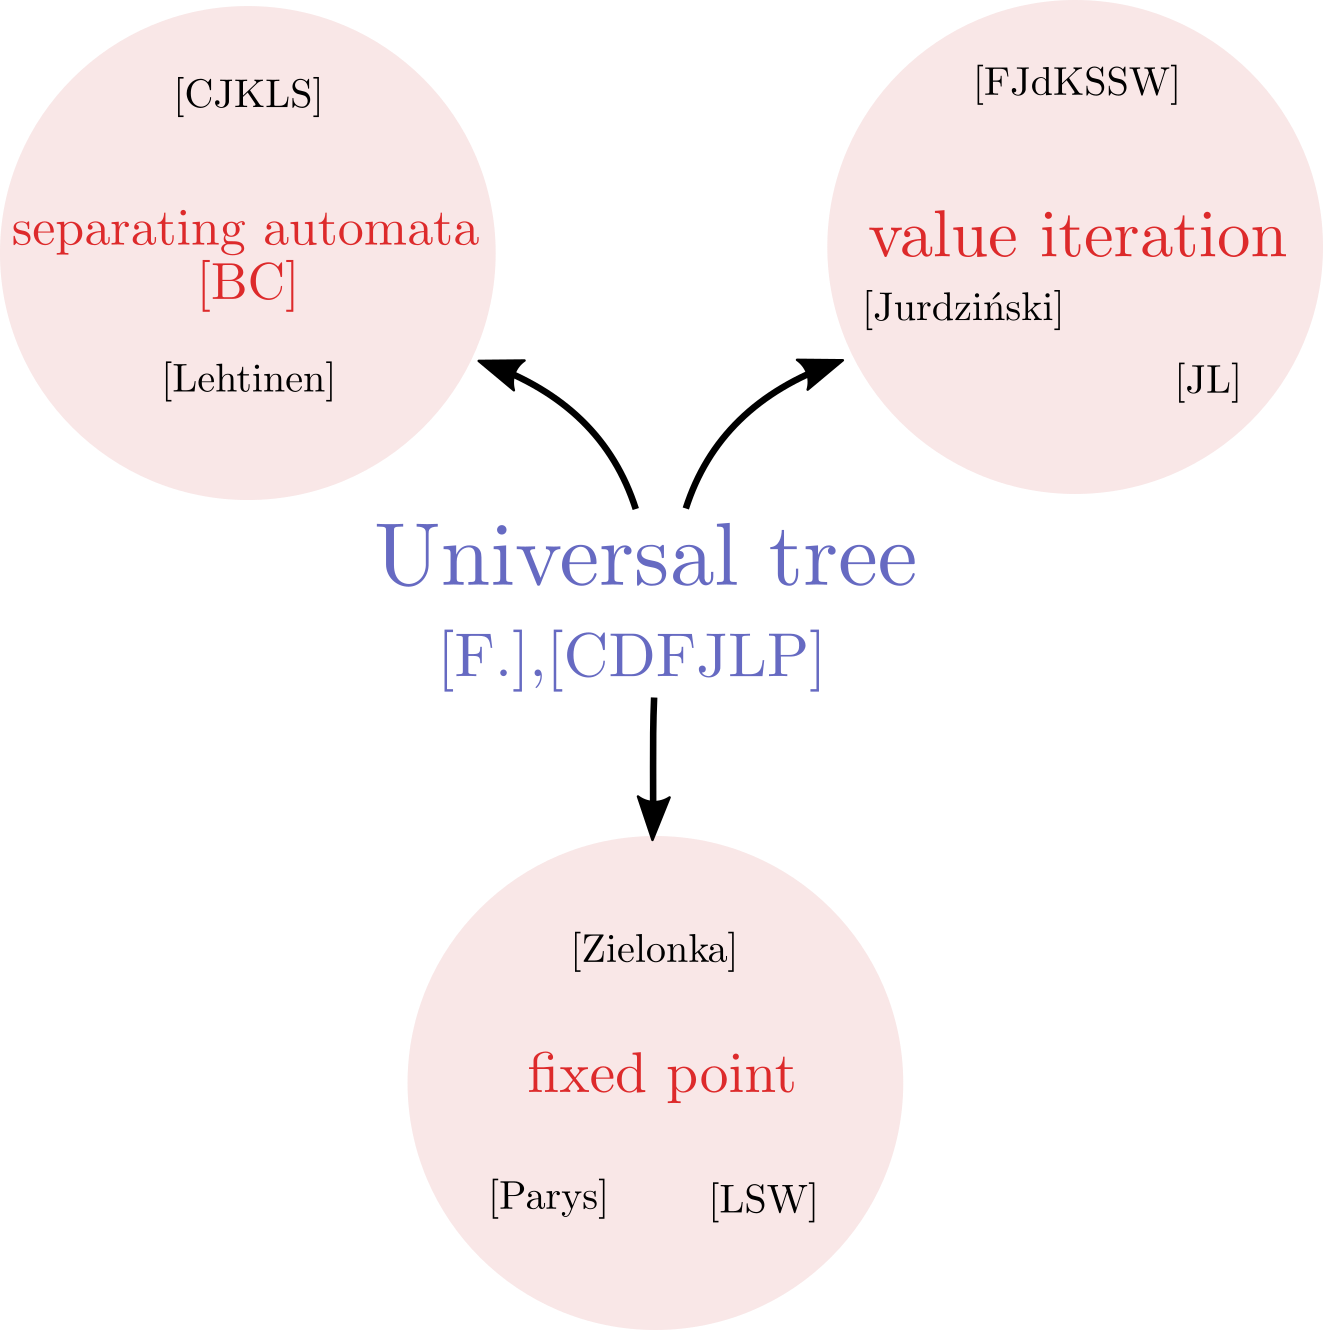 [CJKLS]
separating automata
[BC]
[Lehtinen]
[FJdKSSW]
value iteration
[Jurdziński]
[JL]
Universal tree
[F.],[CDFJLP]
[Zielonka]
fixed point
[Parys]
[LSW]